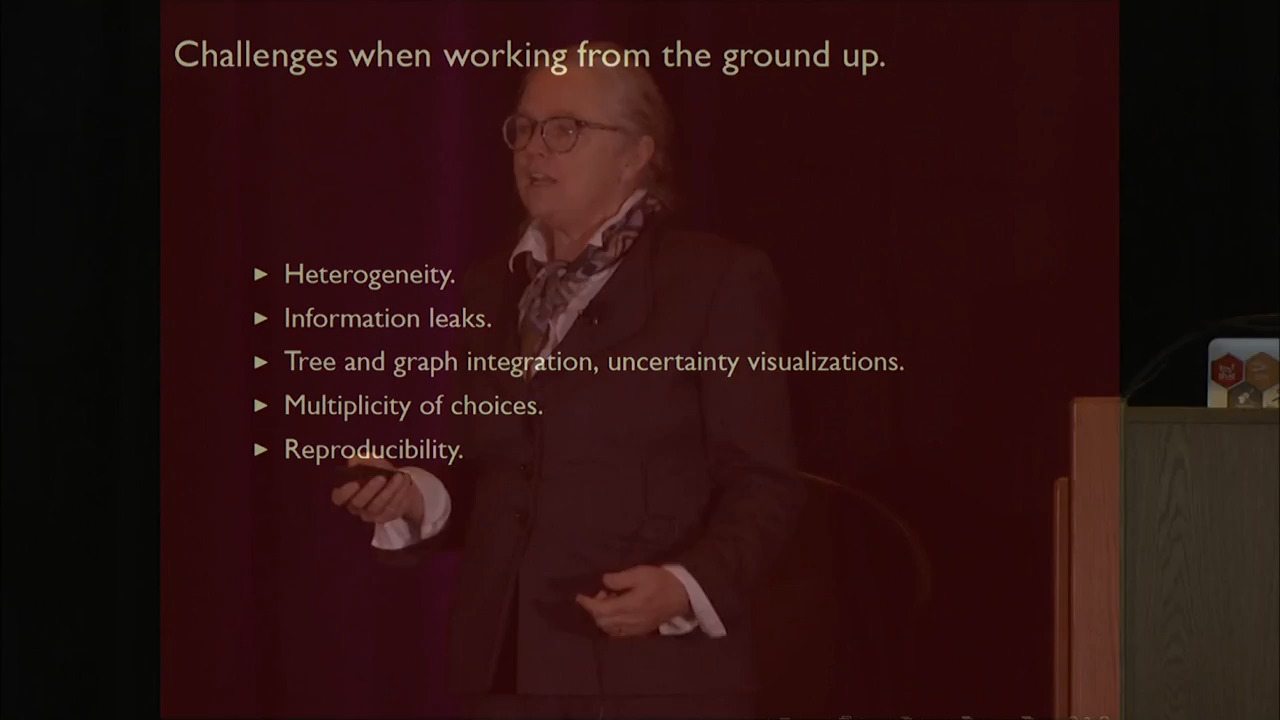 Challenges when working from the ground up.
► Heterogeneity.
► Information leaks.
► Tree and graph integration, uncertainty visualizations.
► Multiplicity of choices.
► Reproducibility.